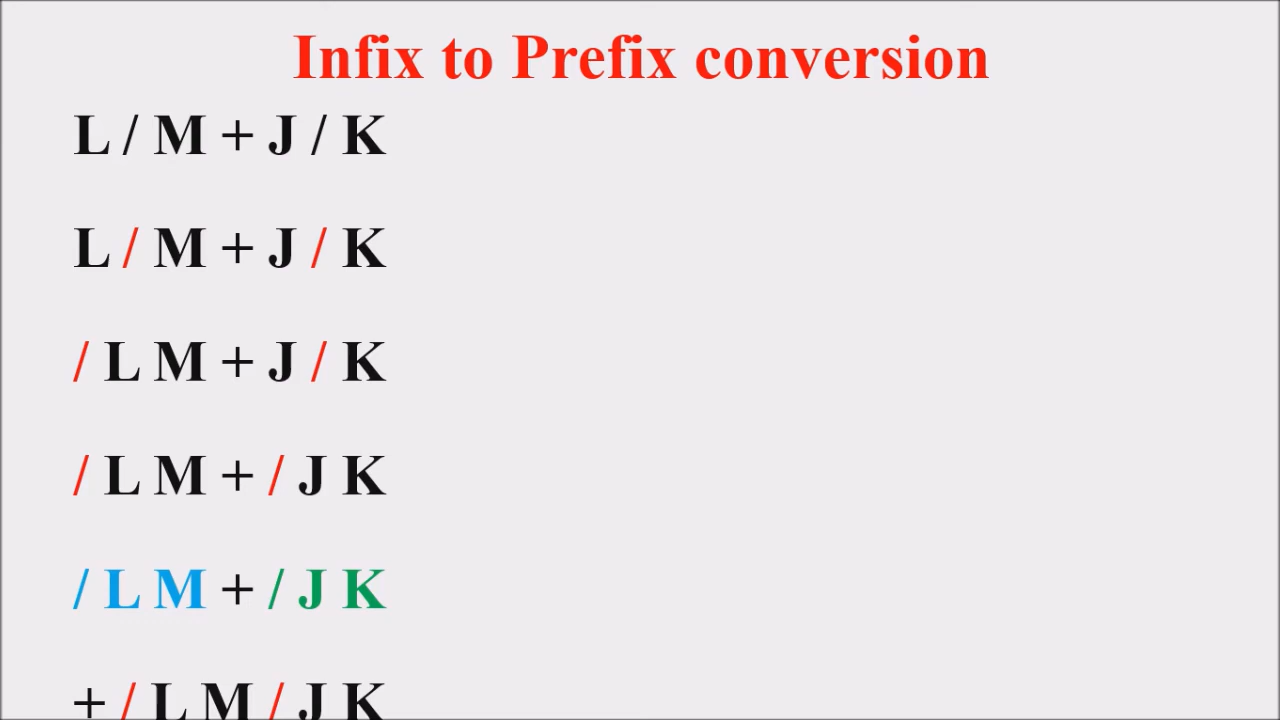 Infix to Prefix conversion
L / M + J / K
L / M + J / K
/ L M + J / K
/ L M + / J K
/ L M + / J K
+ / L M / J K